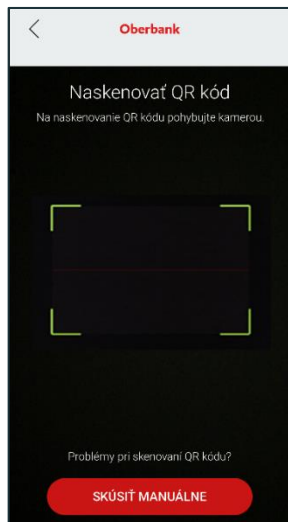 Oberbank
Naskenovať QR kód
Na naskenovanie QR kódu pohybujte kamerou.
Problémy pri skenovaní QR kódu?
SKÚSIŤ MANUÁLNE